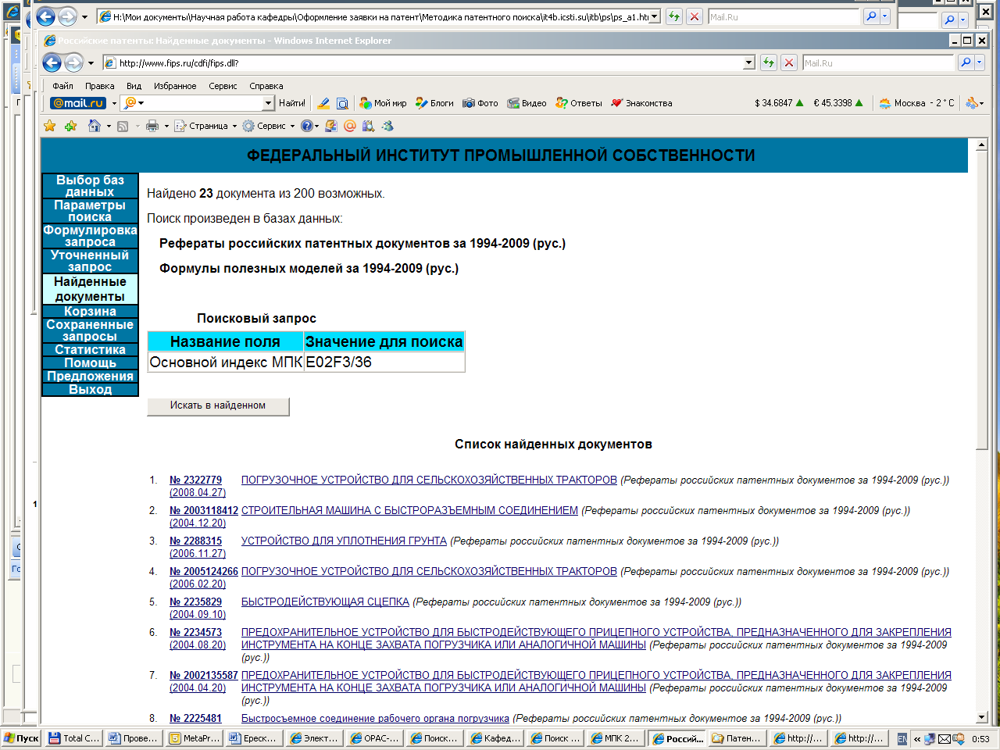 H:\Мои документы\Научная работа кафедры\Оформление заявки на патент\Методика патентного поиска\it4b.icsti.su\itb\ps\ps_a1.htm
Mail.Ru
Российские патенты: Найденные документы - Windows Internet Explorer
http://www.fips.ru/cdfi/fips.dll?
Mail.Ru
Файл Правка Вид Избранное Сервис Справка
@mail.ru Найти! Мой мир Блоги Фото Видео Ответы Знакомства $ 34.6847 € 45.3398 Москва - 2 ° C
Страница Сервис
ФЕДЕРАЛЬНЫЙ ИНСТИТУТ ПРОМЫШЛЕННОЙ СОБСТВЕННОСТИ
Выбор баз
данных
Параметры
поиска
Формулировка
запроса
Уточненный
запрос
Найденные
документы
Корзина
Сохраненные
запросы
Статистика
Помощь
Предложения
Выход
Найдено 23 документа из 200 возможных.
Поиск произведен в базах данных:
Рефераты российских патентных документов за 1994-2009 (рус.)
Формулы полезных моделей за 1994-2009 (рус.)
Поисковый запрос
Название поля Значение для поиска
Основной индекс МПК E02F3/36
Искать в найденном
Список найденных документов
1. № 2322779 ПОГРУЗОЧНОЕ УСТРОЙСТВО ДЛЯ СЕЛЬСКОХОЗЯЙСТВЕННЫХ ТРАКТОРОВ (Рефераты российских патентных документов за 1994-2009 (рус.))
(2008.04.27)
2. № 2003118412 СТРОИТЕЛЬНАЯ МАШИНА С БЫСТРОРАЗЪЕМНЫМ СОЕДИНЕНИЕМ (Рефераты российских патентных документов за 1994-2009 (рус.))
(2004.12.20)
3. № 2288315 УСТРОЙСТВО ДЛЯ УПЛОТНЕНИЯ ГРУНТА (Рефераты российских патентных документов за 1994-2009 (рус.))
(2006.11.27)
4. № 2005124266 ПОГРУЗОЧНОЕ УСТРОЙСТВО ДЛЯ СЕЛЬСКОХОЗЯЙСТВЕННЫХ ТРАКТОРОВ (Рефераты российских патентных документов за 1994-2009 (рус.))
(2006.02.20)
5. № 2235829 БЫСТРОДЕЙСТВУЮЩАЯ СЦЕПКА (Рефераты российских патентных документов за 1994-2009 (рус.))
(2004.09.10)
6. № 2234573 ПРЕДОХРАНИТЕЛЬНОЕ УСТРОЙСТВО ДЛЯ БЫСТРОДЕЙСТВУЮЩЕГО ПРИЦЕПНОГО УСТРОЙСТВА, ПРЕДНАЗНАЧЕННОГО ДЛЯ ЗАКРЕПЛЕНИЯ
(2004.08.20) ИНСТРУМЕНТА НА КОНЦЕ ЗАХВАТА ПОГРУЗЧИКА ИЛИ АНАЛОГИЧНОЙ МАШИНЫ (Рефераты российских патентных документов за 1994-2009
(рус.))
7. № 2002135587 ПРЕДОХРАНИТЕЛЬНОЕ УСТРОЙСТВО ДЛЯ БЫСТРОДЕЙСТВУЮЩЕГО ПРИЦЕПНОГО УСТРОЙСТВА, ПРЕДНАЗНАЧЕННОГО ДЛЯ ЗАКРЕПЛЕНИЯ
(2004.04.20) ИНСТРУМЕНТА НА КОНЦЕ ЗАХВАТА ПОГРУЗЧИКА ИЛИ АНАЛОГИЧНОЙ МАШИНЫ (Рефераты российских патентных документов за 1994-2009
(рус.))
8. № 2225481 Быстросъемное соединение рабочего органа погрузчика (Рефераты российских патентных документов за 1994-2009 (рус.))
Пуск Total C... Прове... MetaPr... Ереск... Элект... OPAC-... Поиск... Кафед... Поиск ... МПК 2... Россий... Патен... http://... http://... EN « 0:53